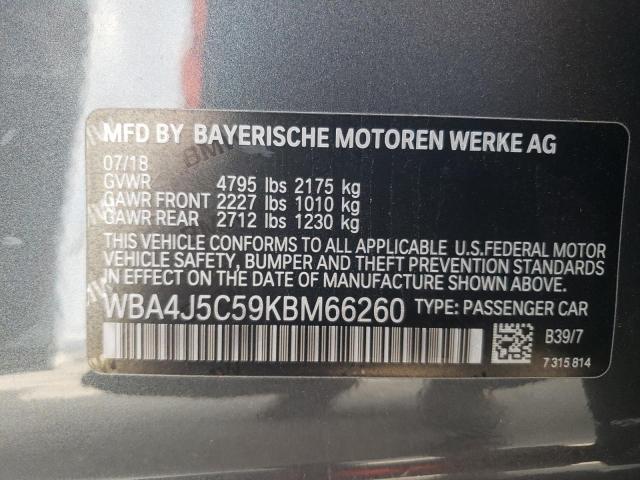 MFD BY BAYERISCHE MOTOREN WERKE AG
07/18
GVWR 4795 lbs 2175 kg
GAWR FRONT 2227 lbs 1010 kg
GAWR REAR 2712 lbs 1230 kg
THIS VEHICLE CONFORMS TO ALL APPLICABLE U.S.FEDERAL MOTOR
VEHICLE SAFETY, BUMPER AND THEFT PREVENTION STANDARDS
IN EFFECT ON THE DATE OF MANUFACTURE SHOWN ABOVE.
WBA4J5C59KBM66260 TYPE: PASSENGER CAR
B39/7
7 315 814